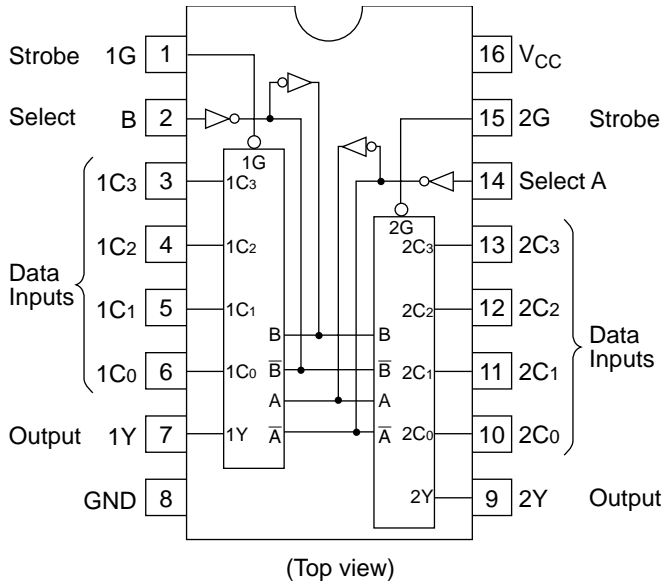 Strobe 1G 1
16 VCC
Select B 2
15 2G Strobe
1G
1C3 3 1C3
14 Select A
2G
1C2 4 1C2
2C3 13 2C3
Data
Inputs
1C1 5 1C1
2C2 12 2C2
B B
Data
Inputs
1C0 6 1C0
B̅ B̅
2C1 11 2C1
A A
Output 1Y 7 1Y
A̅ A̅
2C0 10 2C0
GND 8
2Y 9 2Y Output
(Top view)